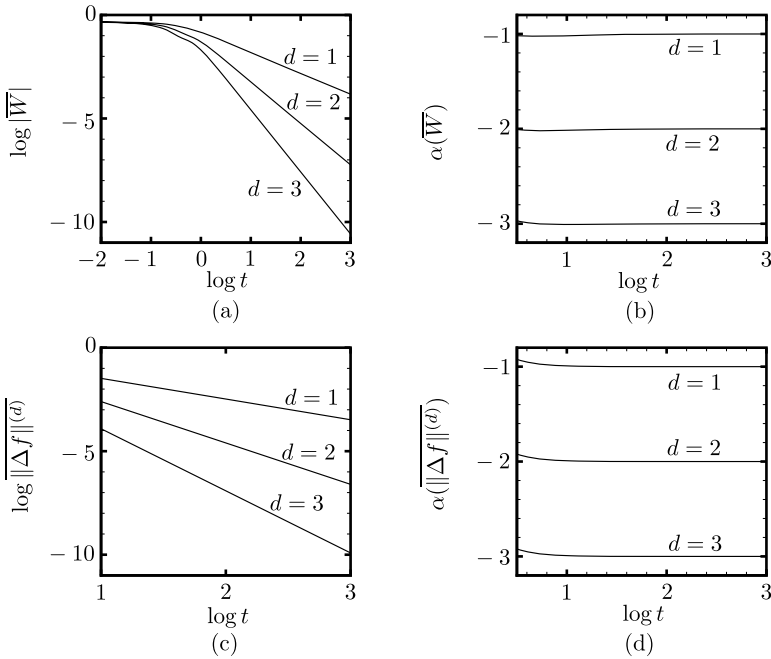 0
−5
−10
log |W̅|
d = 1
d = 2
d = 3
−2 −1 0 1 2 3
log t
(a)
−1
−2
−3
α(W̅)
d = 1
d = 2
d = 3
1 2 3
log t
(b)
0
−5
−10
log \overline{‖Δf‖^{(d)}}
d = 1
d = 2
d = 3
1 2 3
log t
(c)
−1
−2
−3
α(\overline{‖Δf‖^{(d)}})
d = 1
d = 2
d = 3
1 2 3
log t
(d)